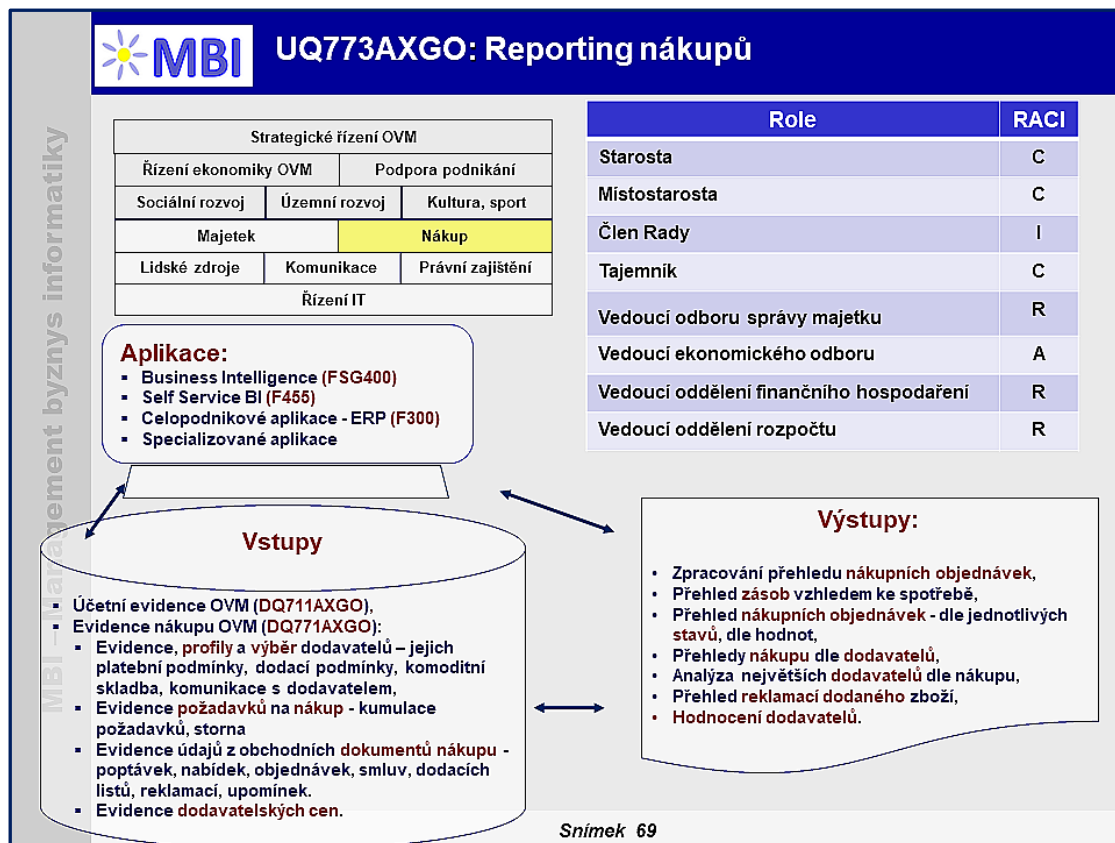 MBI
UQ773AXGO: Reporting nákupů
MBI – Management byznys informatiky
Strategické řízení OVM
Řízení ekonomiky OVM
Podpora podnikání
Sociální rozvoj
Územní rozvoj
Kultura, sport
Majetek
Nákup
Lidské zdroje
Komunikace
Právní zajištění
Řízení IT
Role RACI
Starosta C
Místostarosta C
Člen Rady I
Tajemník C
Vedoucí odboru správy majetku R
Vedoucí ekonomického odboru A
Vedoucí oddělení finančního hospodaření R
Vedoucí oddělení rozpočtu R
Aplikace:
▪ Business Intelligence (FSG400)
▪ Self Service BI (F455)
▪ Celopodnikové aplikace - ERP (F300)
▪ Specializované aplikace
Vstupy
▪ Účetní evidence OVM (DQ711AXGO),
▪ Evidence nákupu OVM (DQ771AXGO):
▪ Evidence, profily a výběr dodavatelů – jejich
platební podmínky, dodací podmínky, komoditní
skladba, komunikace s dodavatelem,
▪ Evidence požadavků na nákup - kumulace
požadavků, storna
▪ Evidence údajů z obchodních dokumentů nákupu -
poptávek, nabídek, objednávek, smluv, dodacích
listů, reklamací, upomínek.
▪ Evidence dodavatelských cen.
Výstupy:
• Zpracování přehledu nákupních objednávek,
• Přehled zásob vzhledem ke spotřebě,
• Přehled nákupních objednávek - dle jednotlivých
stavů, dle hodnot,
• Přehledy nákupu dle dodavatelů,
• Analýza největších dodavatelů dle nákupu,
• Přehled reklamací dodaného zboží,
• Hodnocení dodavatelů.
Snímek 69